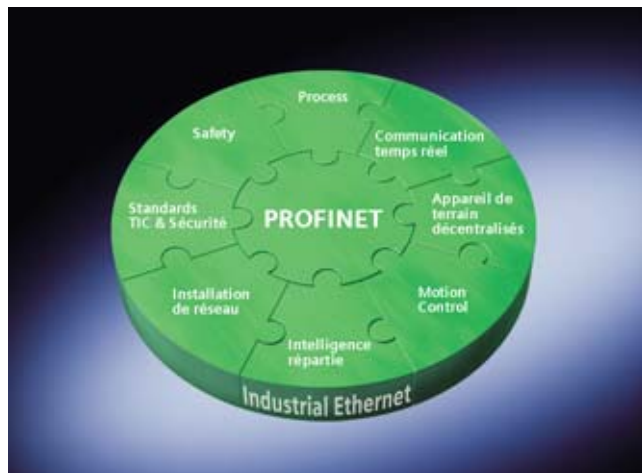 Process
Safety
Communication
temps réel
Standards
TIC & Sécurité
PROFINET
Appareil de
terrain
décentralisés
Installation
de réseau
Motion
Control
Intelligence
répartie
Industrial Ethernet